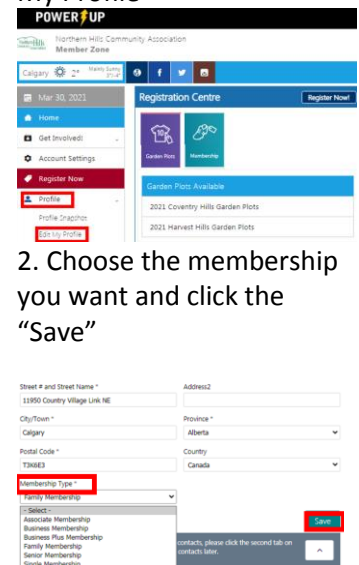 My Profile
POWER UP
Northern Hills Community Association
Member Zone
Calgary 2° Mainly Sunny
Mar 30, 2021
Registration Centre
Register Now!
Home
Get Involved!
Account Settings
Register Now
Profile
Profile Snapshot
Edit My Profile
Garden Plots
Membership
Garden Plots Available
2021 Coventry Hills Garden Plots
2021 Harvest Hills Garden Plots
2. Choose the membership
you want and click the
“Save”
Street # and Street Name *
Address2
11950 Country Village Link NE
City/Town *
Province *
Calgary
Alberta
Postal Code *
Country
T3K6E3
Canada
Membership Type *
Family Membership
- Select -
Associate Membership
Business Membership
Business Plus Membership
Family Membership
Senior Membership
Single Membership
Save
contacts, please click the second tab on
contacts later.